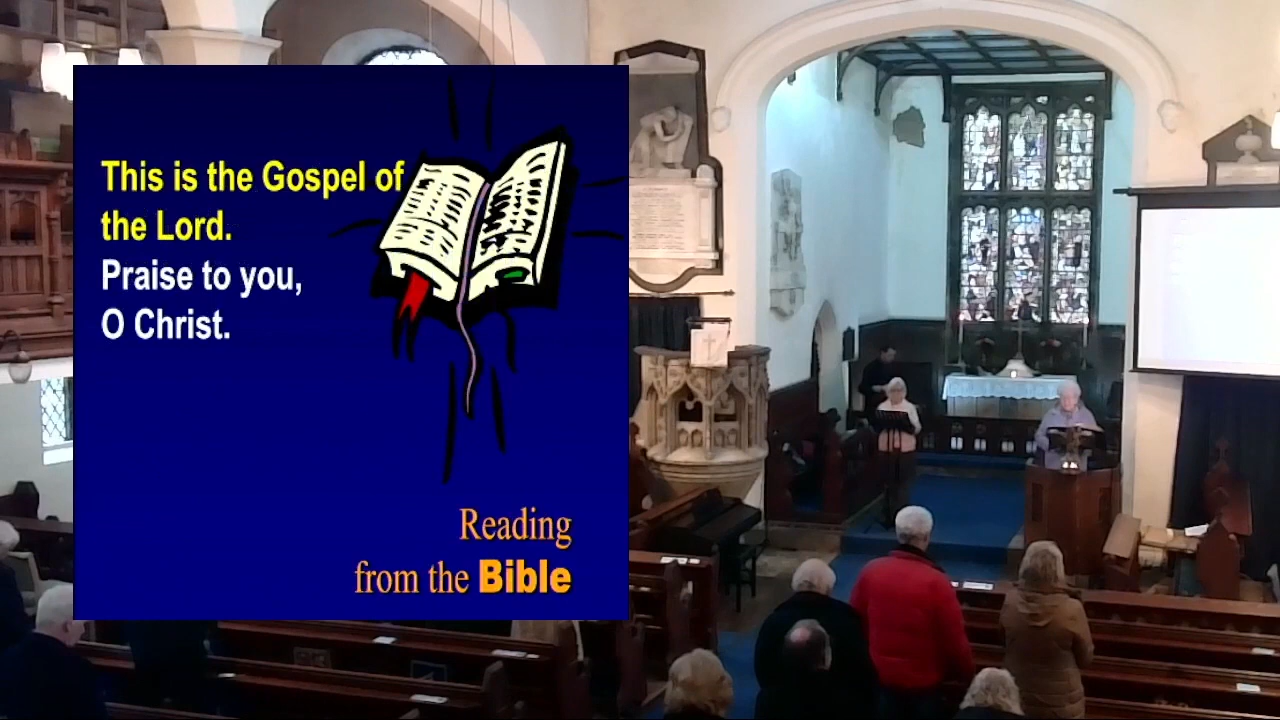 This is the Gospel of
the Lord.
Praise to you,
O Christ.
Reading
from the Bible